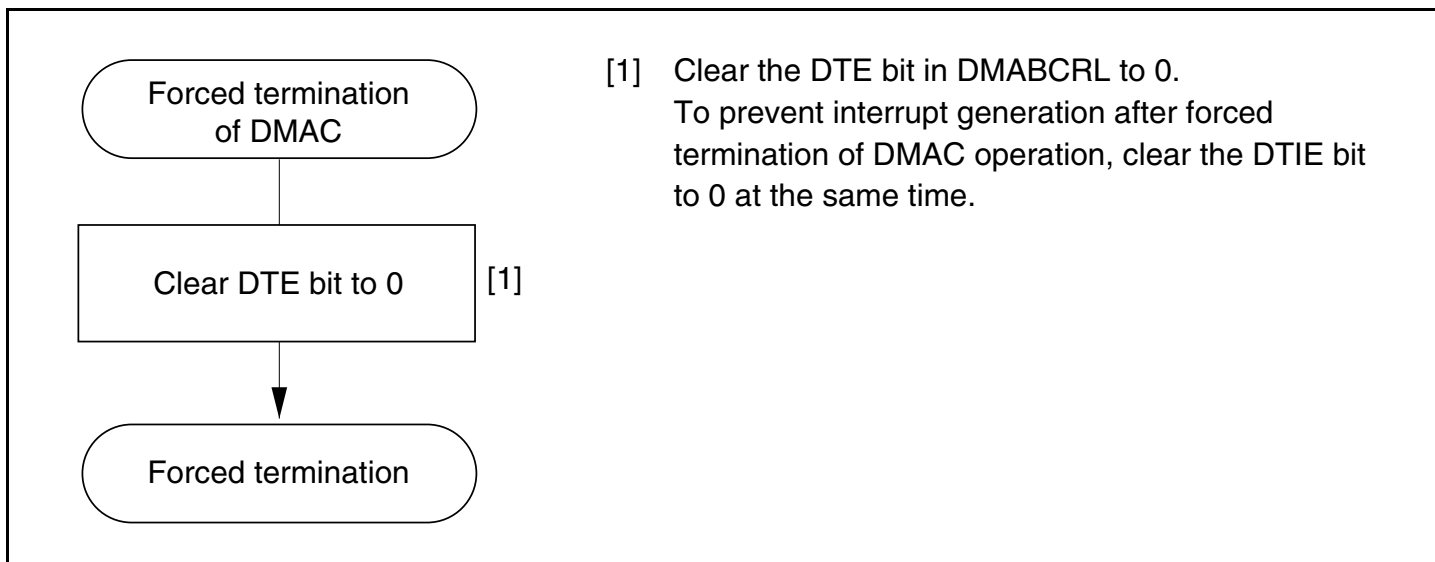 Forced termination
of DMAC
Clear DTE bit to 0
[1]
Forced termination
[1] Clear the DTE bit in DMABCRL to 0.
To prevent interrupt generation after forced
termination of DMAC operation, clear the DTIE bit
to 0 at the same time.